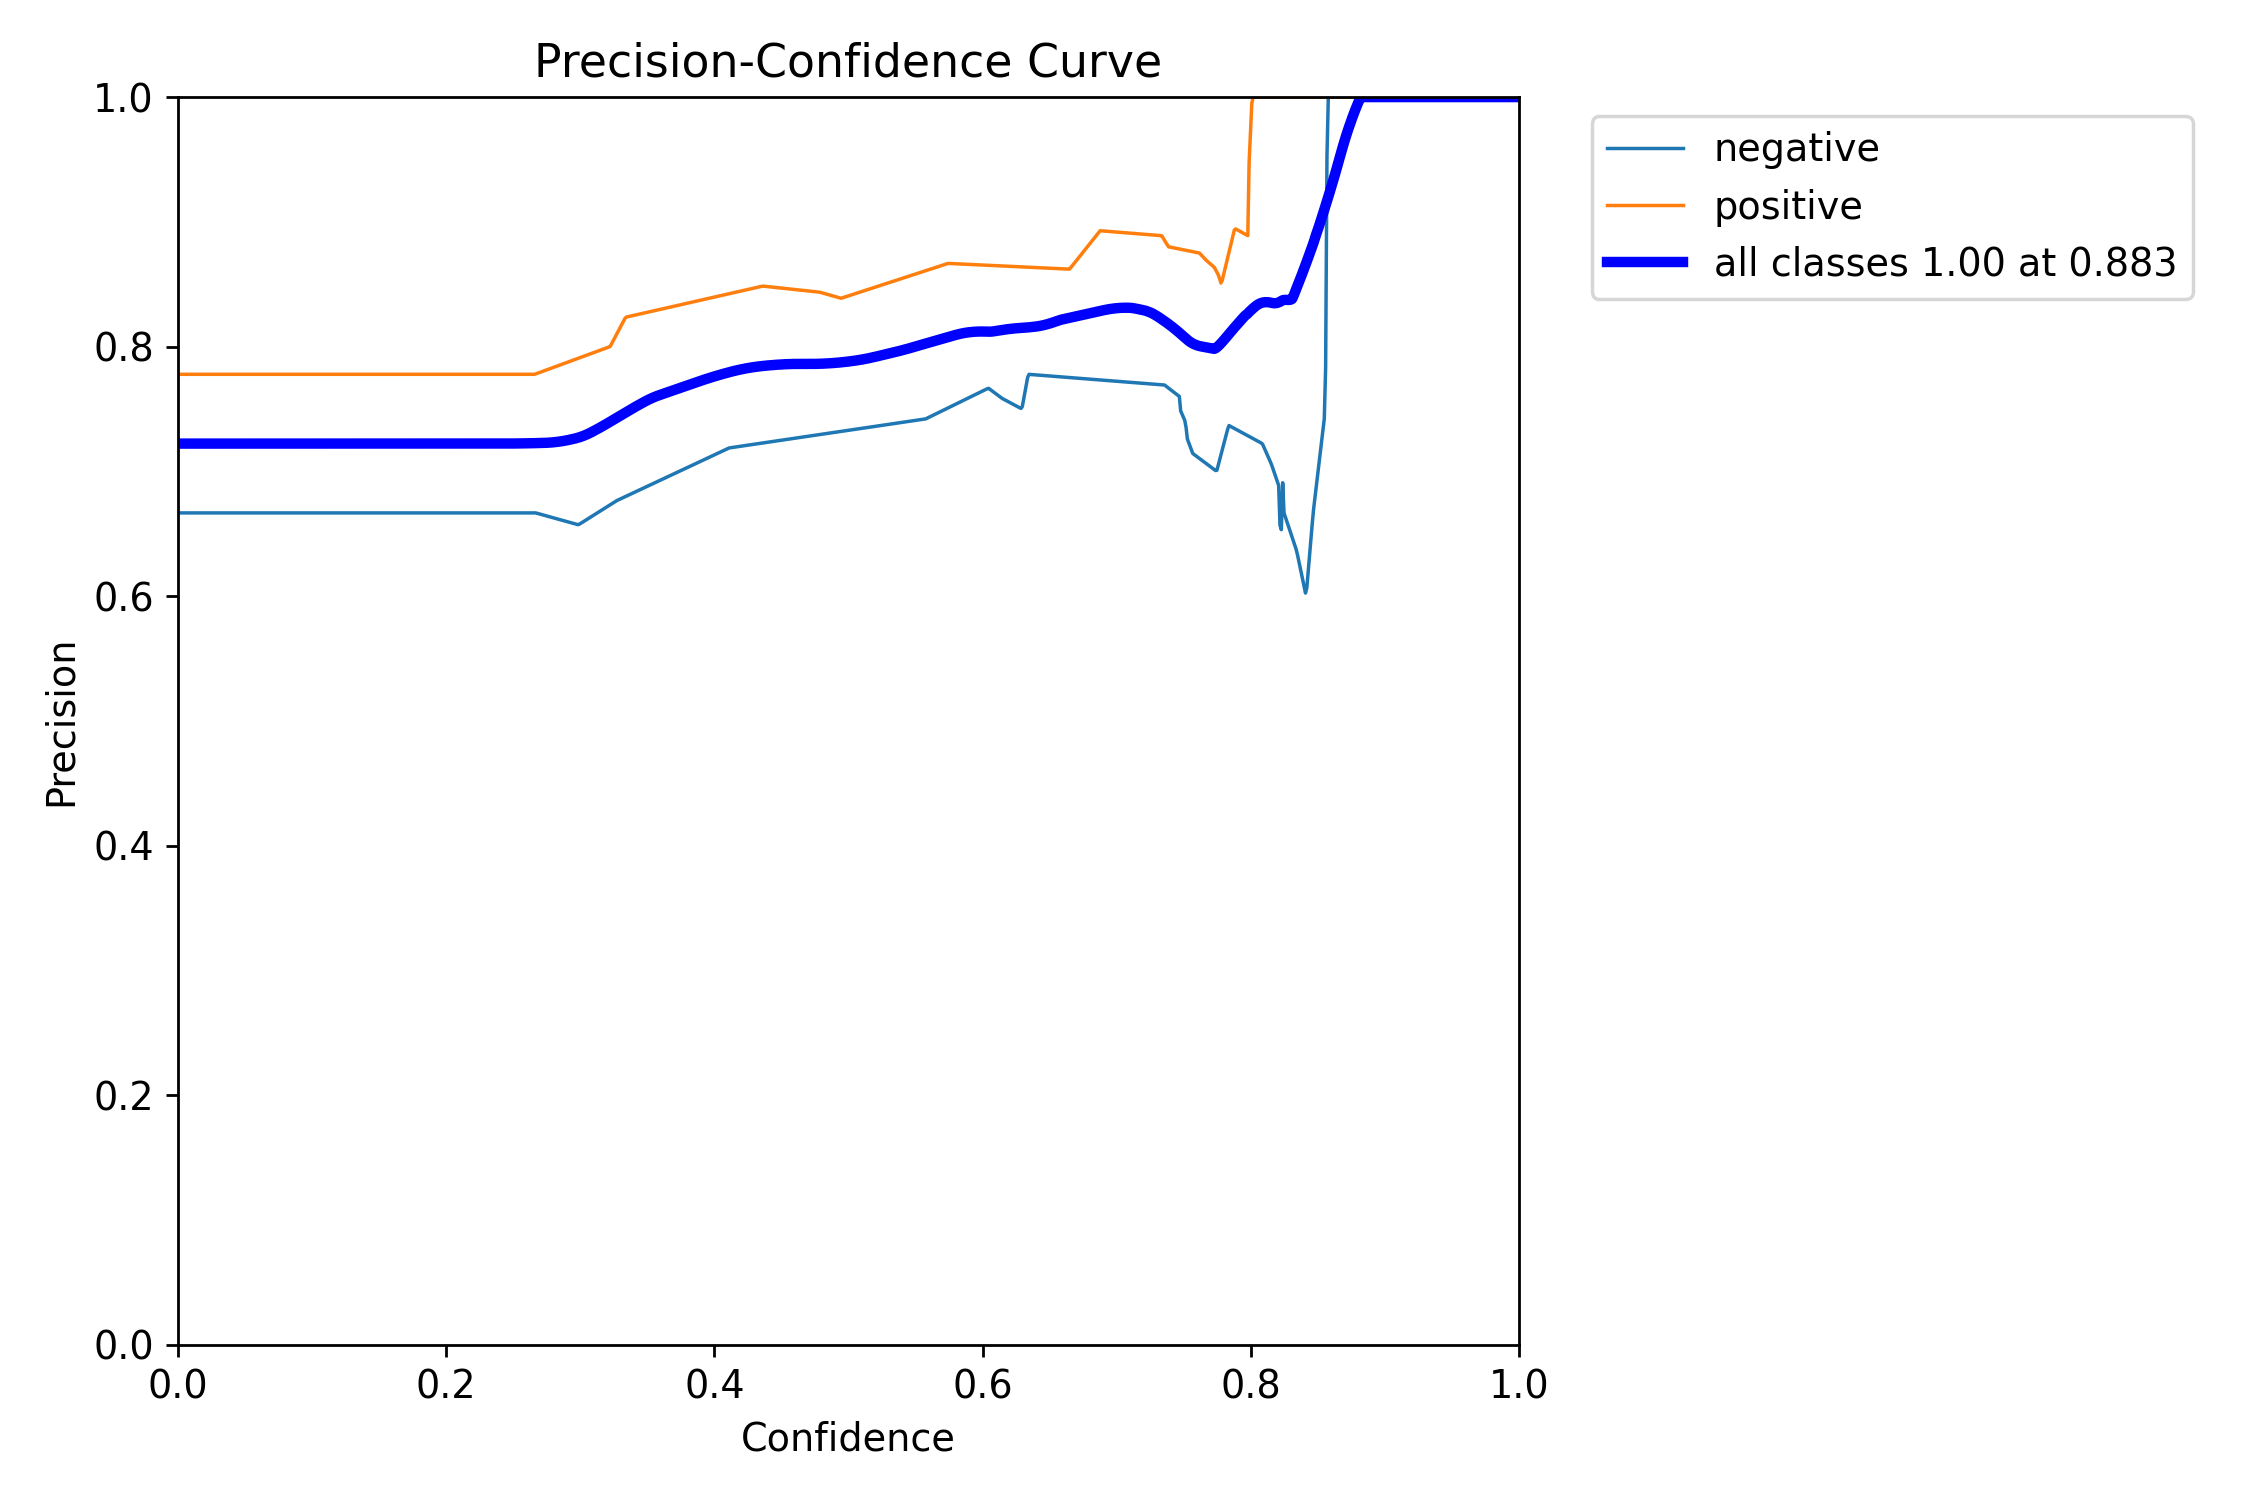 Precision-Confidence Curve
1.0
0.8
0.6
0.4
0.2
0.0
Precision
0.0 0.2 0.4 0.6 0.8 1.0
Confidence
negative
positive
all classes 1.00 at 0.883